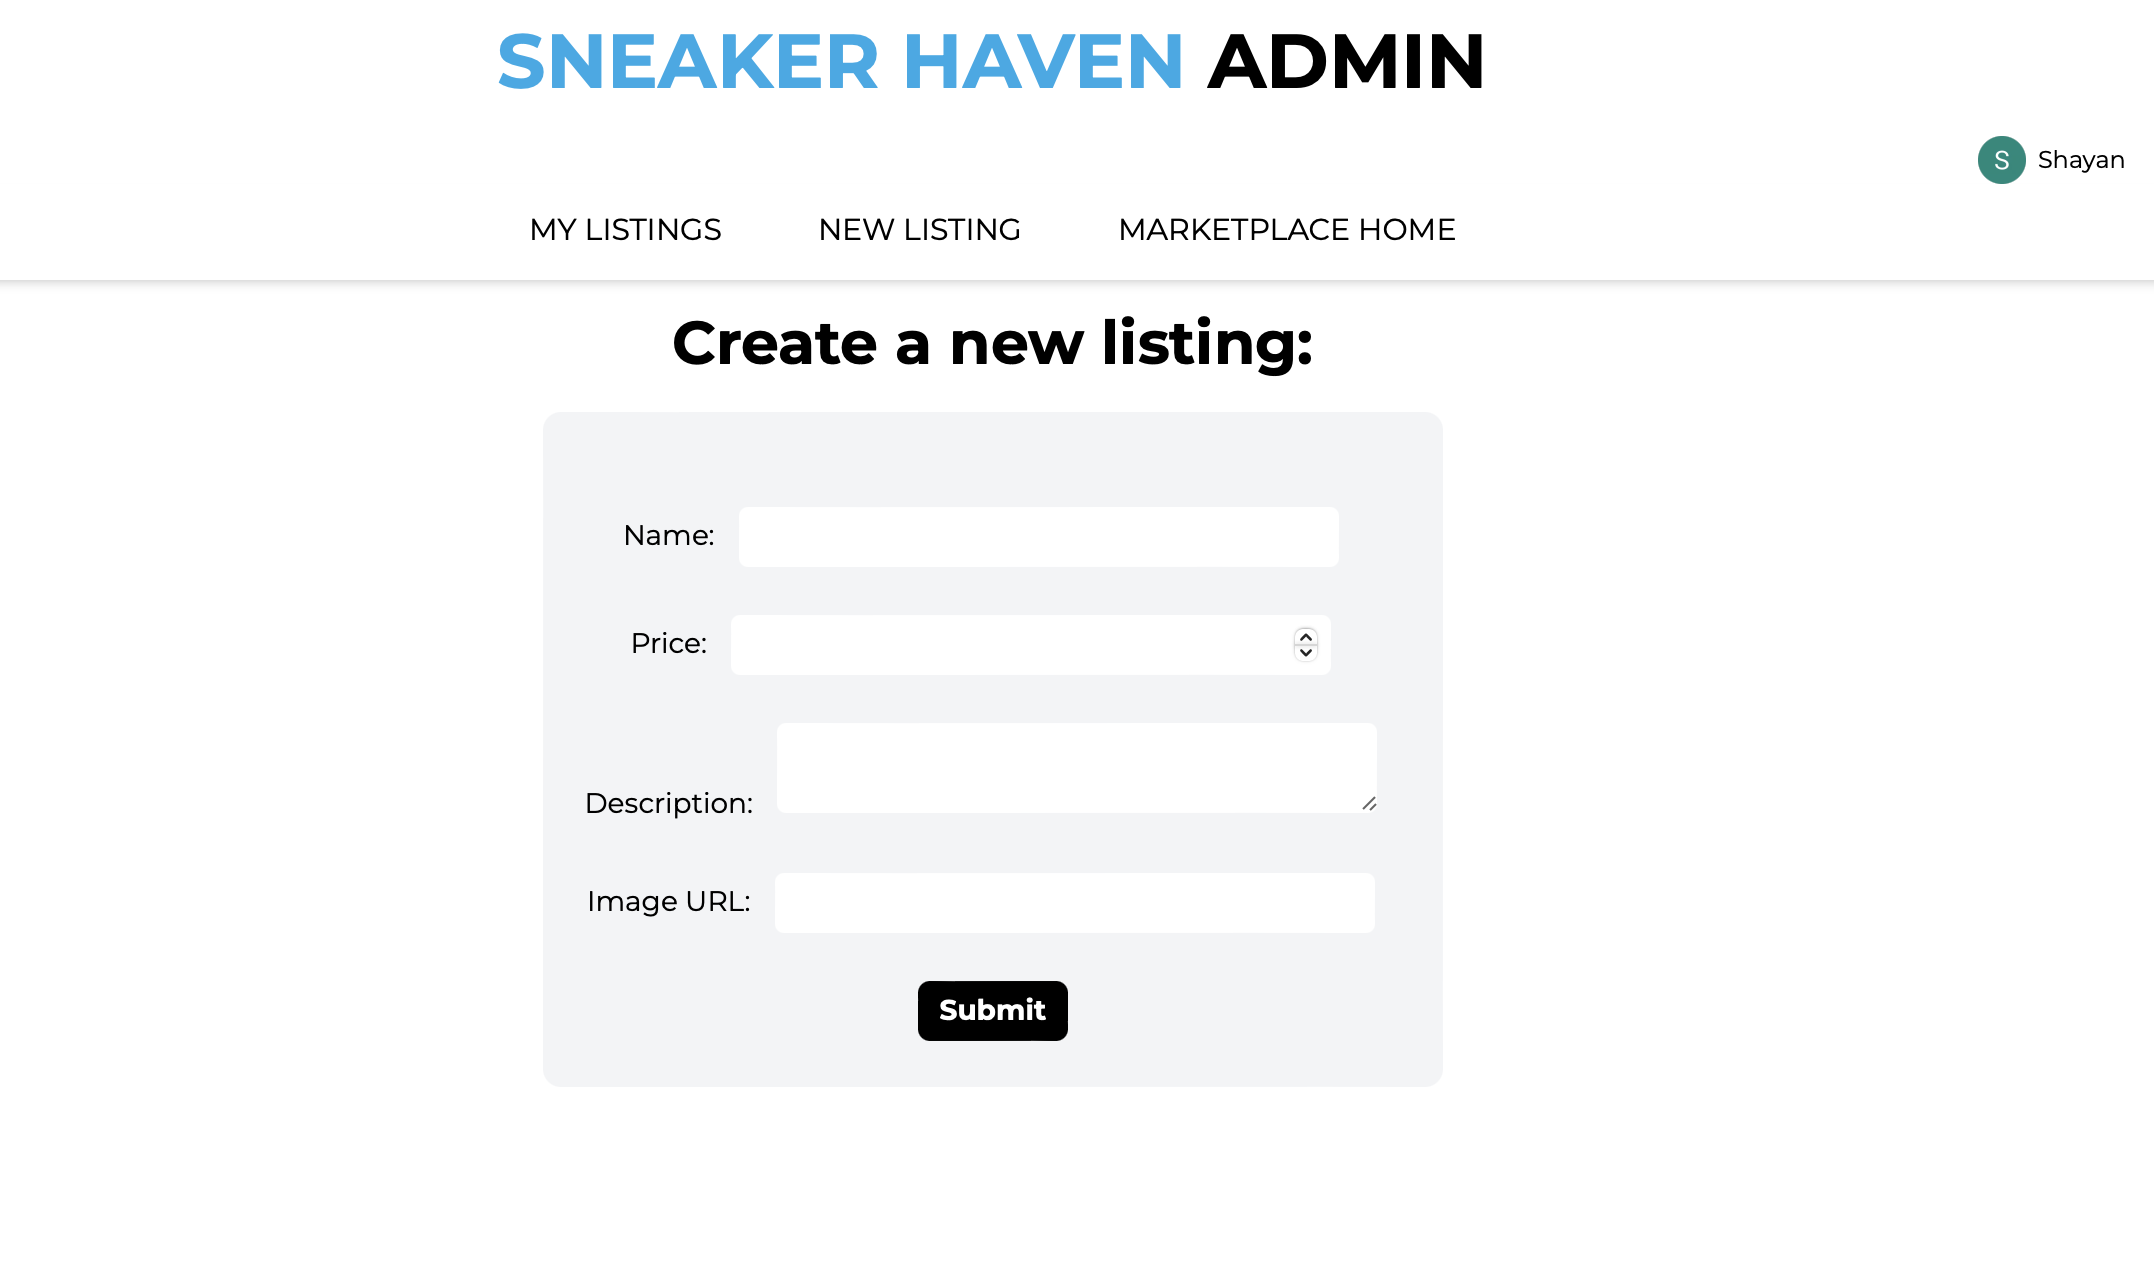 SNEAKER HAVEN ADMIN
S Shayan
MY LISTINGS NEW LISTING MARKETPLACE HOME
Create a new listing:
Name:
Price:
Description:
Image URL:
Submit